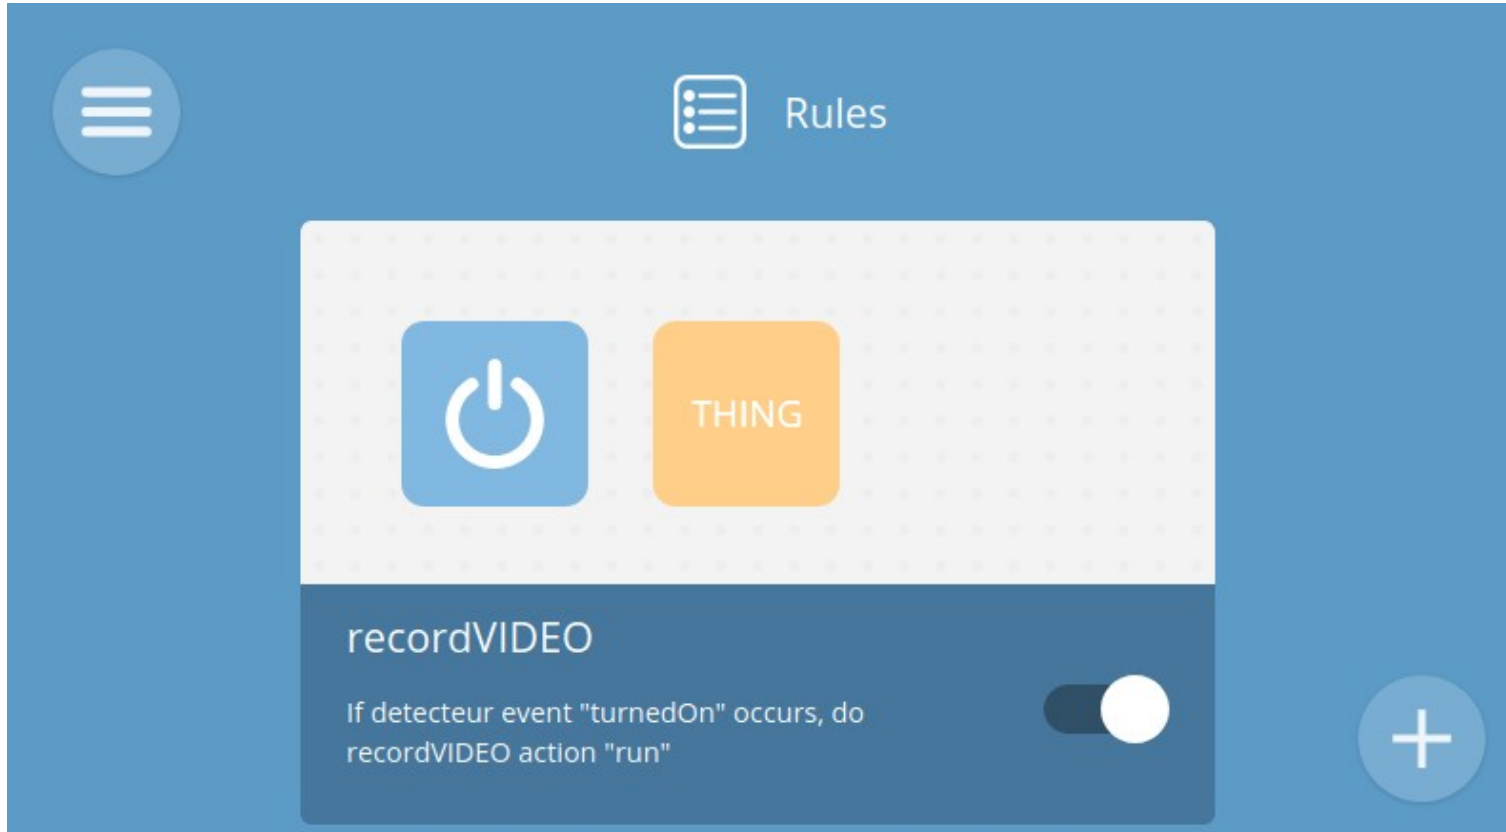 Rules
THING
recordVIDEO
If detecteur event "turnedOn" occurs, do
recordVIDEO action "run"